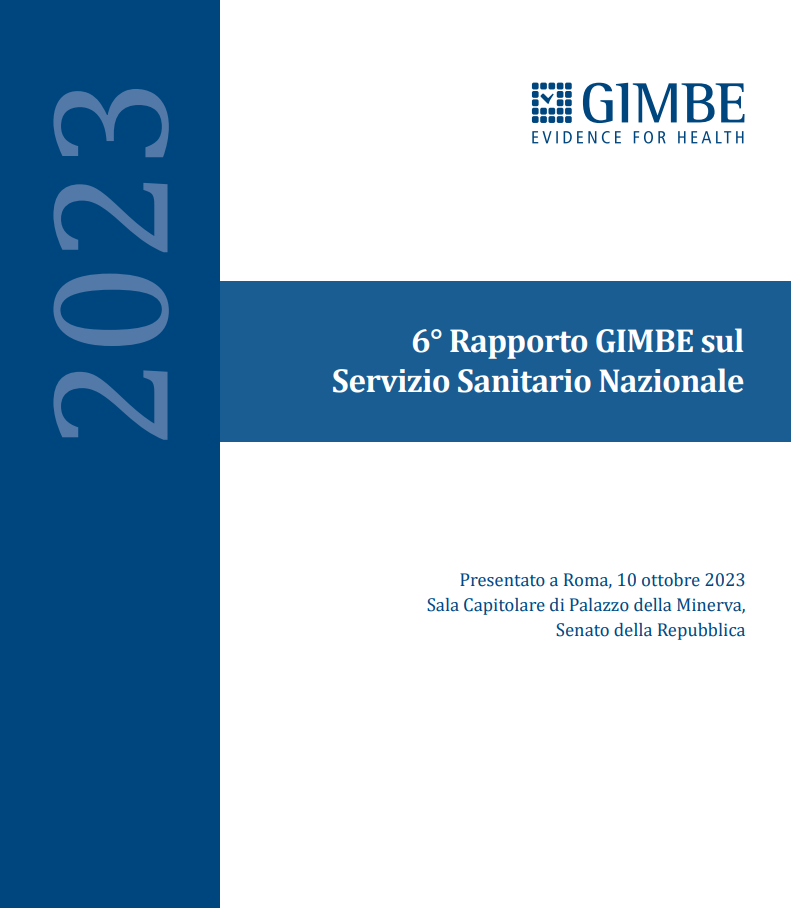 2023
GIMBE
EVIDENCE FOR HEALTH
6° Rapporto GIMBE sul
Servizio Sanitario Nazionale
Presentato a Roma, 10 ottobre 2023
Sala Capitolare di Palazzo della Minerva,
Senato della Repubblica